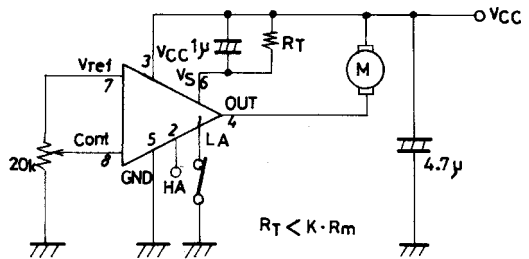 VCC
3
VCC
1μ
RT
VS
6
Vref
7
M
OUT
4
Cont
8
5
2
1
LA
20k
GND
HA
4.7μ
RT < K·Rm